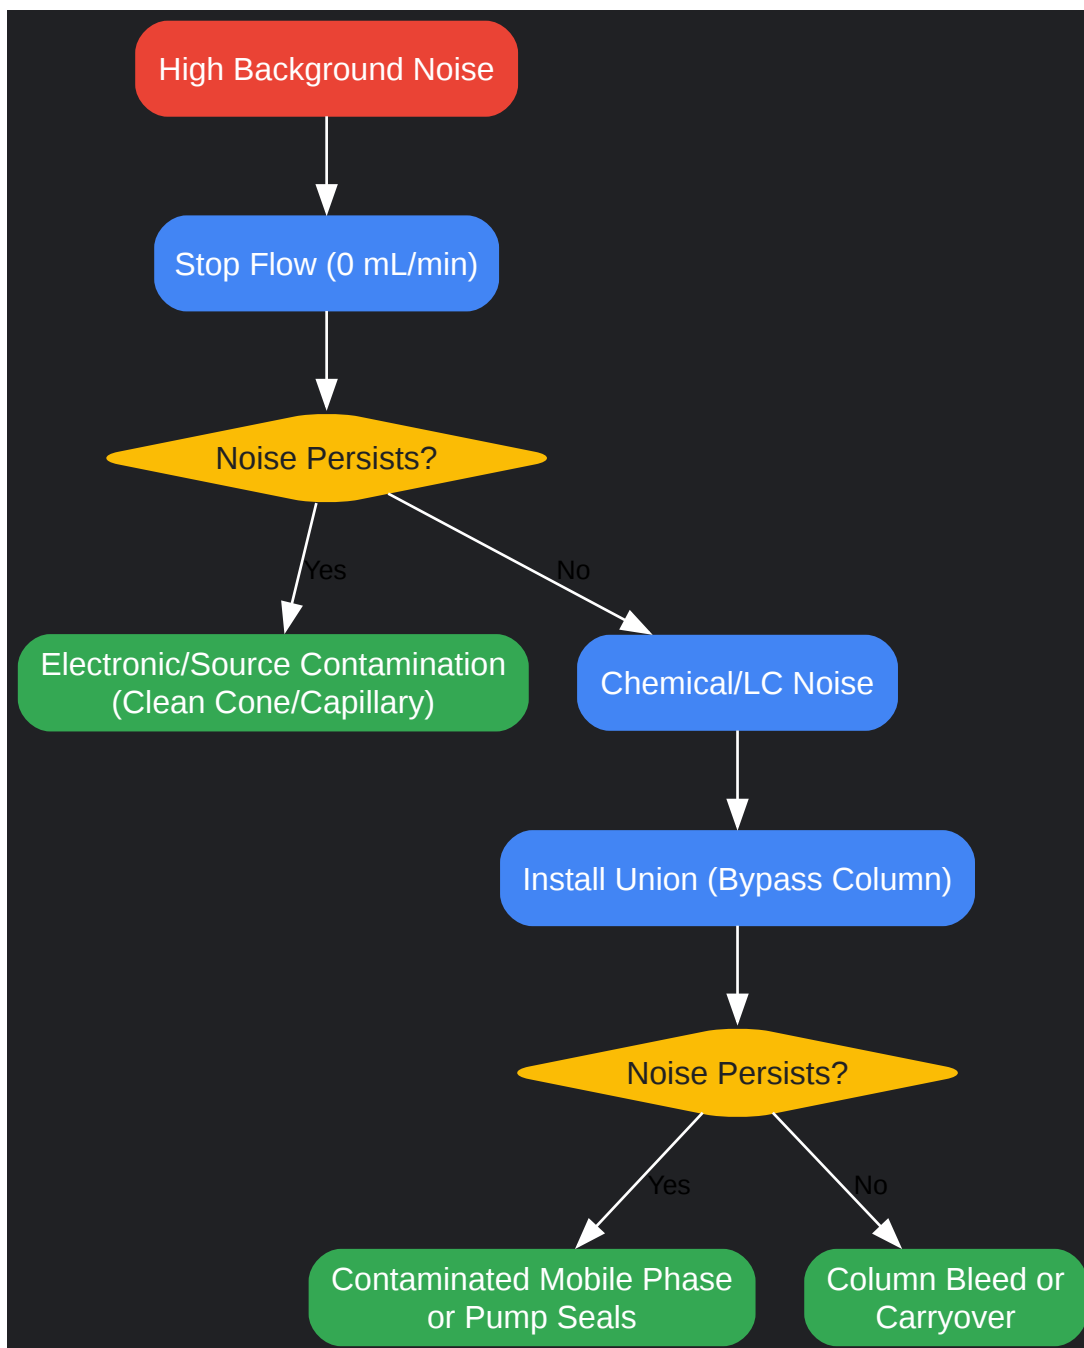 High Background Noise
Stop Flow (0 mL/min)
Noise Persists?
Yes
No
Electronic/Source Contamination
(Clean Cone/Capillary)
Chemical/LC Noise
Install Union (Bypass Column)
Noise Persists?
Yes
No
Contaminated Mobile Phase
or Pump Seals
Column Bleed or
Carryover